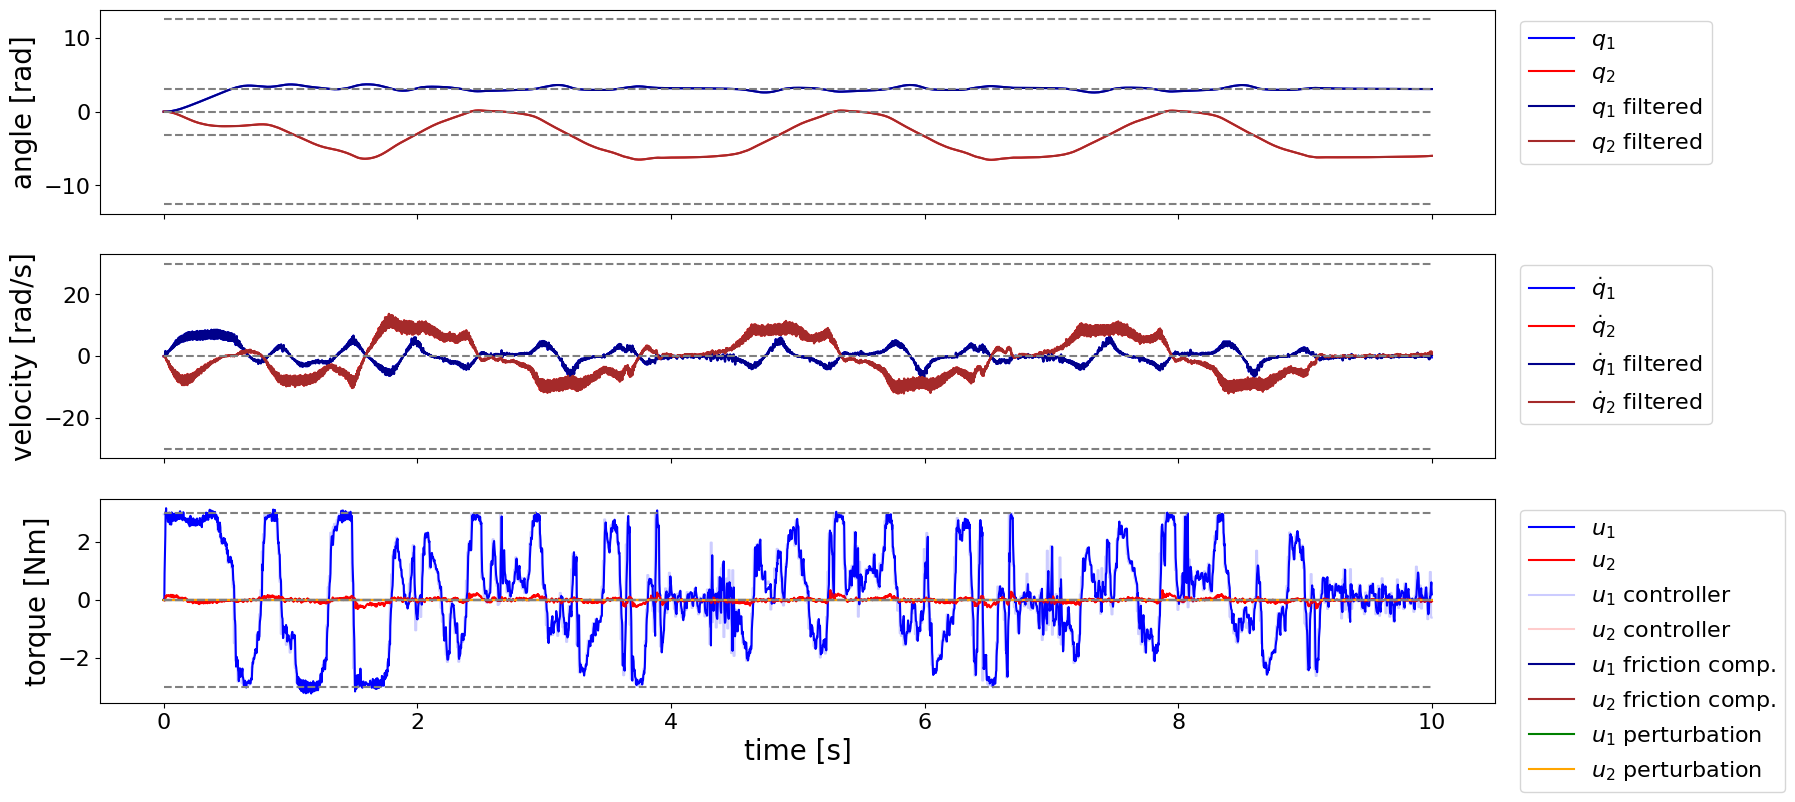 angle [rad]
10
0
−10
q₁
q₂
q₁ filtered
q₂ filtered
velocity [rad/s]
20
0
−20
q̇₁
q̇₂
q̇₁ filtered
q̇₂ filtered
torque [Nm]
2
0
−2
0 2 4 6 8 10
time [s]
u₁
u₂
u₁ controller
u₂ controller
u₁ friction comp.
u₂ friction comp.
u₁ perturbation
u₂ perturbation